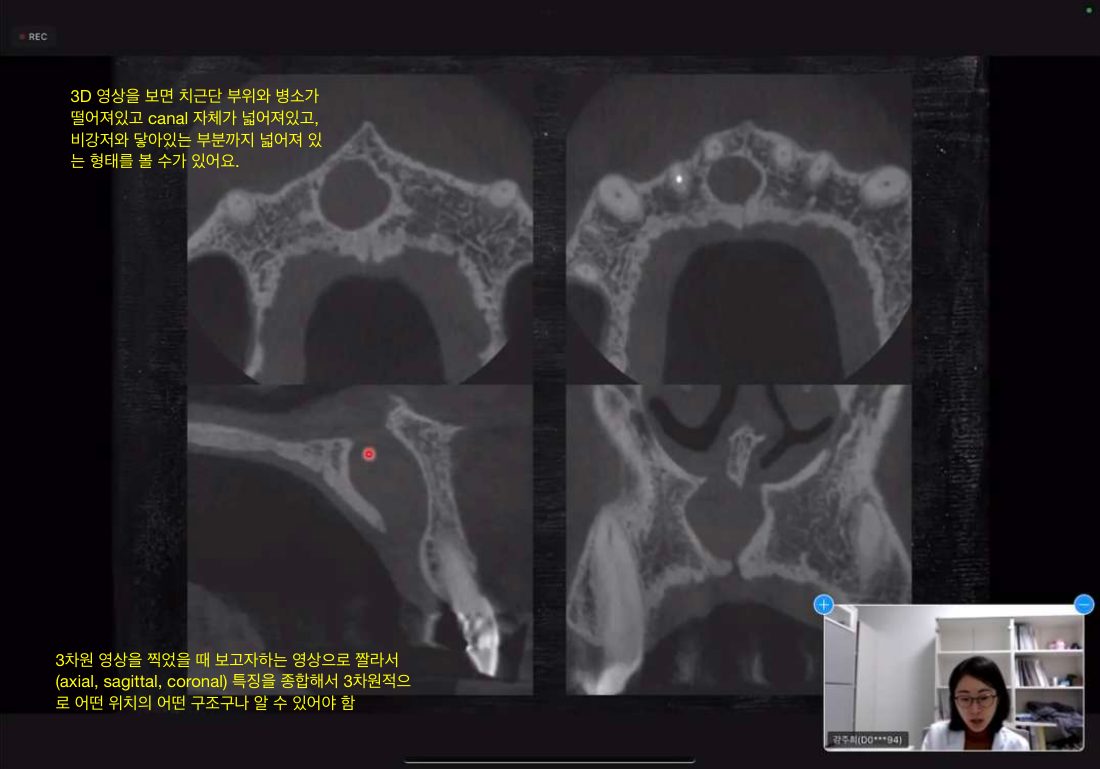 REC
3D 영상을 보면 치근단 부위와 병소가
떨어져있고 canal 자체가 넓어져있고,
비강저와 닿아있는 부분까지 넓어져 있
는 형태를 볼 수가 있어요.
3차원 영상을 찍었을 때 보고자하는 영상으로 짤라서
(axial, sagittal, coronal) 특징을 종합해서 3차원적으
로 어떤 위치의 어떤 구조구나 알 수 있어야 함
각주희(D0***94)